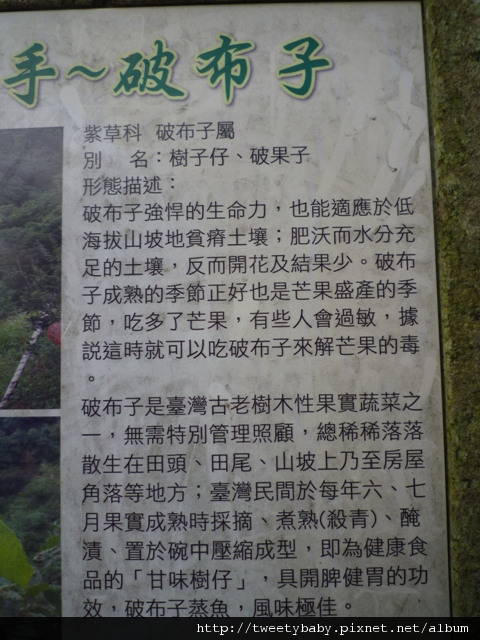 手~破布子
紫草科 破布子屬
別 名：樹子仔、破果子
形態描述：
破布子強悍的生命力，也能適應於低
海拔山坡地貧瘠土壤；肥沃而水分充
足的土壤，反而開花及結果少。破布
子成熟的季節正好也是芒果盛產的季
節，吃多了芒果，有些人會過敏，據
說這時就可以吃破布子來解芒果的毒
。
破布子是臺灣古老樹木性果實蔬菜之
一，無需特別管理照顧，總稀稀落落
散生在田頭、田尾、山坡上乃至房屋
角落等地方；臺灣民間於每年六、七
月果實成熟時採摘、煮熟(殺青)、醃
漬、置於碗中壓縮成型，即為健康食
品的「甘味樹仔」，具開脾健胃的功
效，破布子蒸魚，風味極佳。
http://tweetybaby.pixnet.net/album